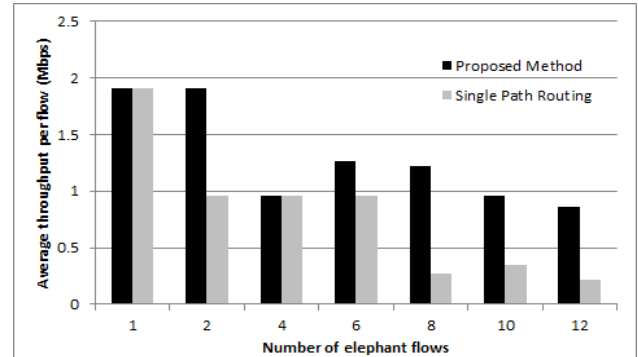 2.5
2
1.5
1
0.5
0
Average throughput per flow (Mbps)
Proposed Method
Single Path Routing
1 2 4 6 8 10 12
Number of elephant flows